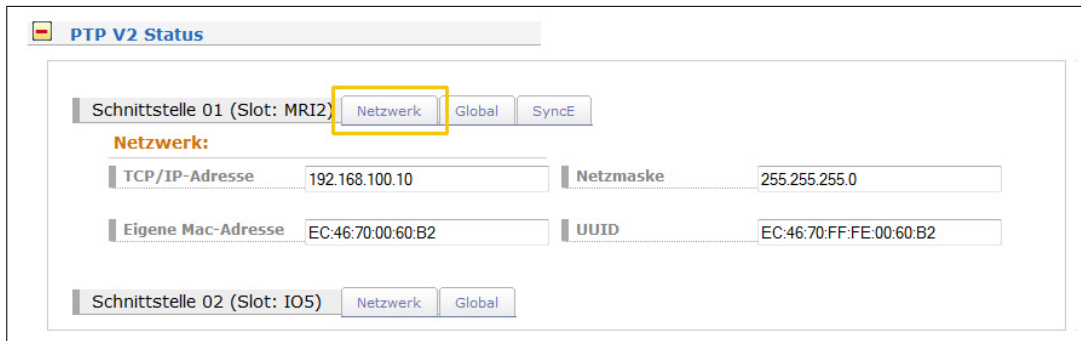 PTP V2 Status
Schnittstelle 01 (Slot: MRI2) Netzwerk Global SyncE
Netzwerk:
TCP/IP-Adresse 192.168.100.10 Netzmaske 255.255.255.0
Eigene Mac-Adresse EC:46:70:00:60:B2 UUID EC:46:70:FF:FE:00:60:B2
Schnittstelle 02 (Slot: IO5) Netzwerk Global